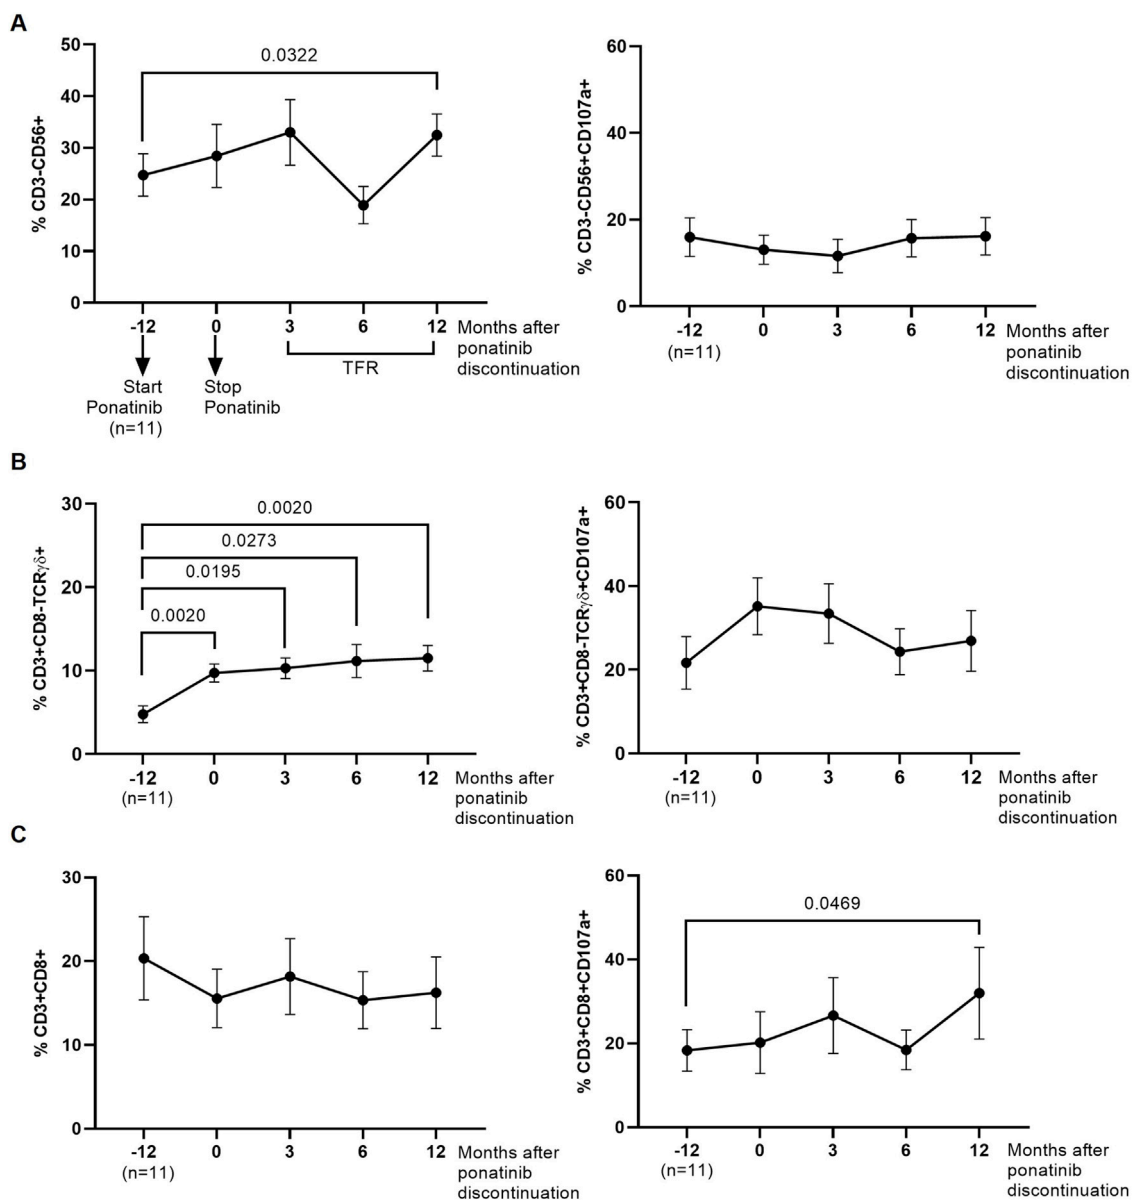 A
% CD3-CD56+
50
40
30
20
10
0
0.0322
-12 0 3 6 12
Months after
ponatinib
discontinuation
Start
Ponatinib
(n=11)
Stop
Ponatinib
TFR
% CD3-CD56+CD107a+
60
40
20
0
-12 0 3 6 12
(n=11)
Months after
ponatinib
discontinuation
B
% CD3+CD8-TCRγδ+
30
20
10
0
0.0020
0.0273
0.0195
0.0020
-12 0 3 6 12
(n=11)
Months after
ponatinib
discontinuation
% CD3+CD8-TCRγδ+CD107a+
60
40
20
0
-12 0 3 6 12
(n=11)
Months after
ponatinib
discontinuation
C
% CD3+CD8+
30
20
10
0
-12 0 3 6 12
(n=11)
Months after
ponatinib
discontinuation
% CD3+CD8+CD107a+
60
40
20
0
0.0469
-12 0 3 6 12
(n=11)
Months after
ponatinib
discontinuation